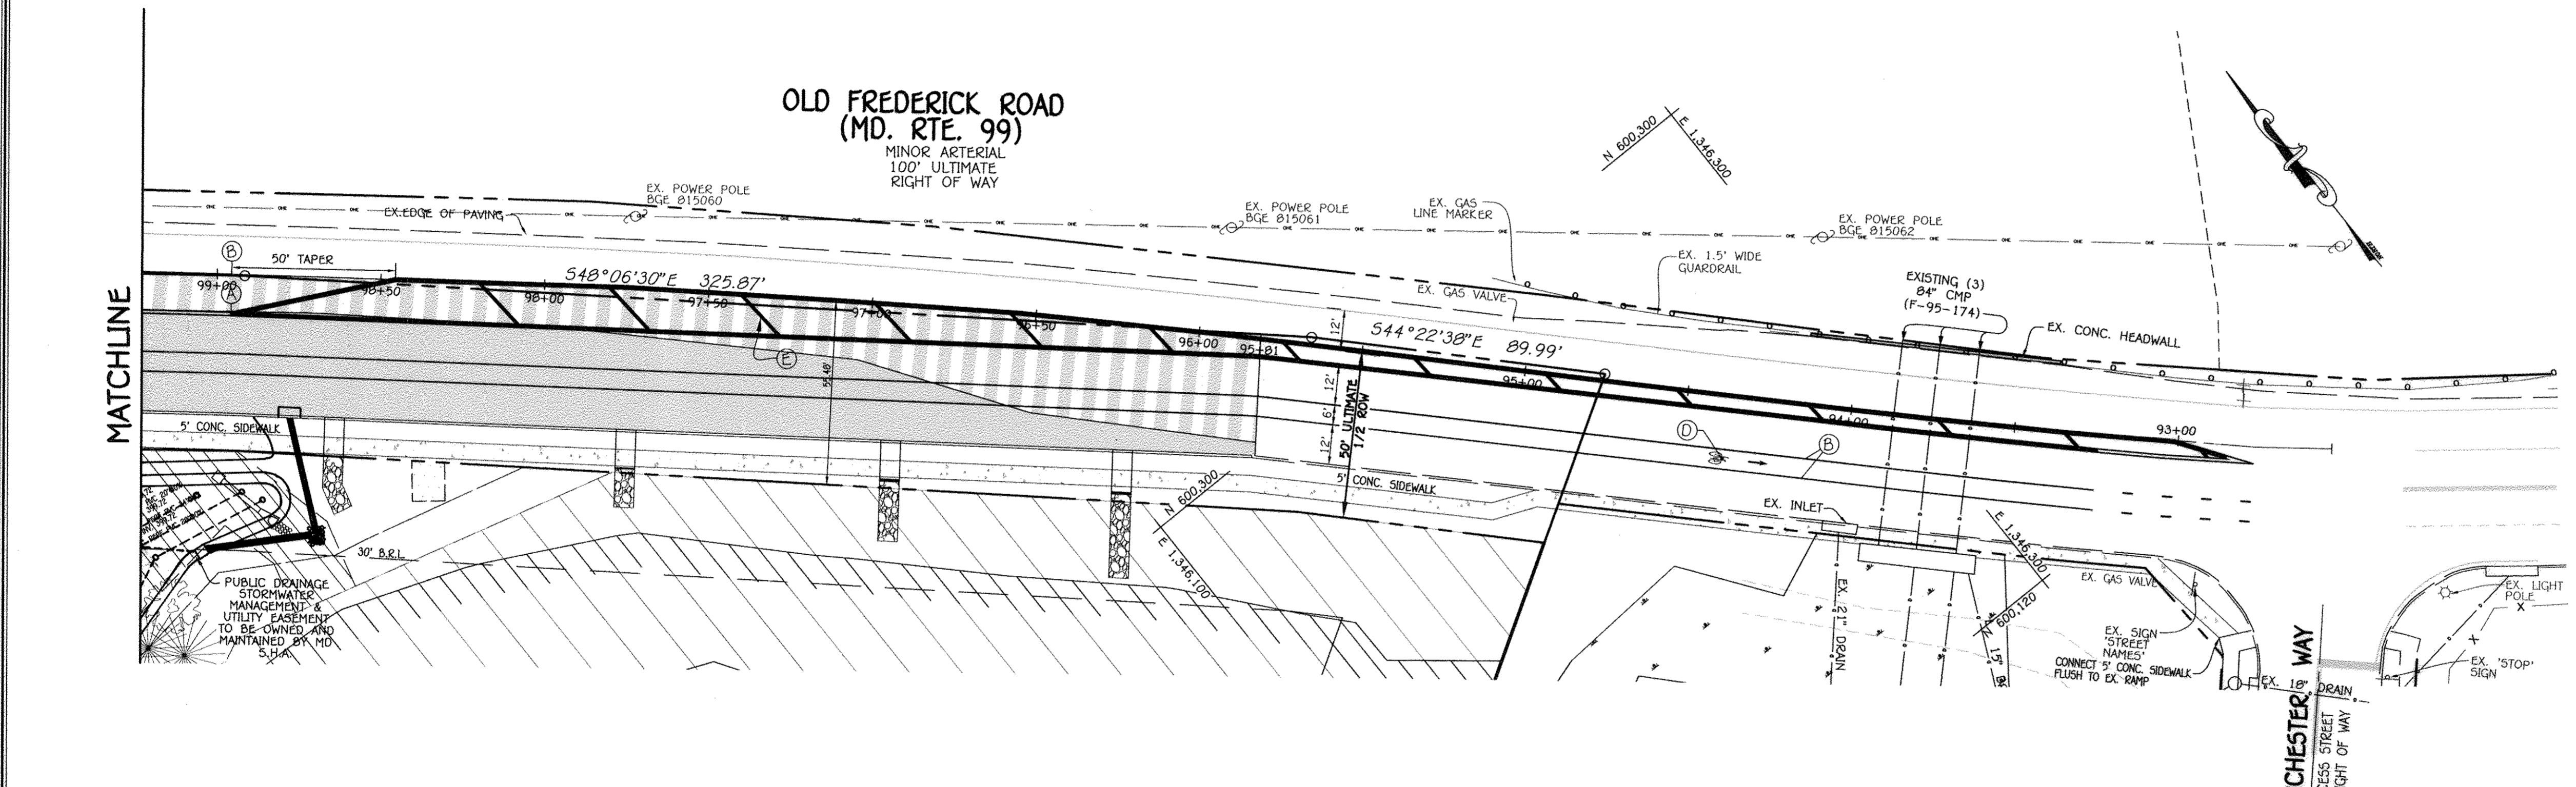 OLD FREDERICK ROAD
(MD. RTE. 99)
MINOR ARTERIAL
100' ULTIMATE
RIGHT OF WAY
N 600,300
E 1,346,300
EX. POWER POLE
BGE 815060
EX.EDGE OF PAVING
EX. POWER POLE
BGE 815061
EX. GAS
LINE MARKER
EX. POWER POLE
BGE 815062
EX. 1.5' WIDE
GUARDRAIL
EX. GAS VALVE
EXISTING (3)
84" CMP
(F-95-174)
EX. CONC. HEADWALL
MATCHLINE
B
50' TAPER
A
99+00
98+50
S48°06'30"E 325.87'
98+00
97+50
97+00
96+50
96+00
95+81
E
12'
S44°22'38"E 89.99'
95+00
94+00
93+00
12'
6'
12'
50' ULTIMATE
1/2 ROW
D
B
5' CONC. SIDEWALK
5' CONC. SIDEWALK
N 600,300
E 1,346,100
30' B.R.L.
PUBLIC DRAINAGE
STORMWATER
MANAGEMENT &
UTILITY EASEMENT
TO BE OWNED AND
MAINTAINED BY MD
S.H.A.
EX. INLET
EX. 21" DRAIN
15"
E 1,346,300
N 600,120
EX. GAS VALVE
EX. SIGN
'STREET
NAMES'
CONNECT 5' CONC. SIDEWALK
FLUSH TO EX. RAMP
EX. 18" DRAIN
EX. LIGHT
POLE
EX. 'STOP'
SIGN
CHESTER WAY
ESS STREET
GHT OF WAY